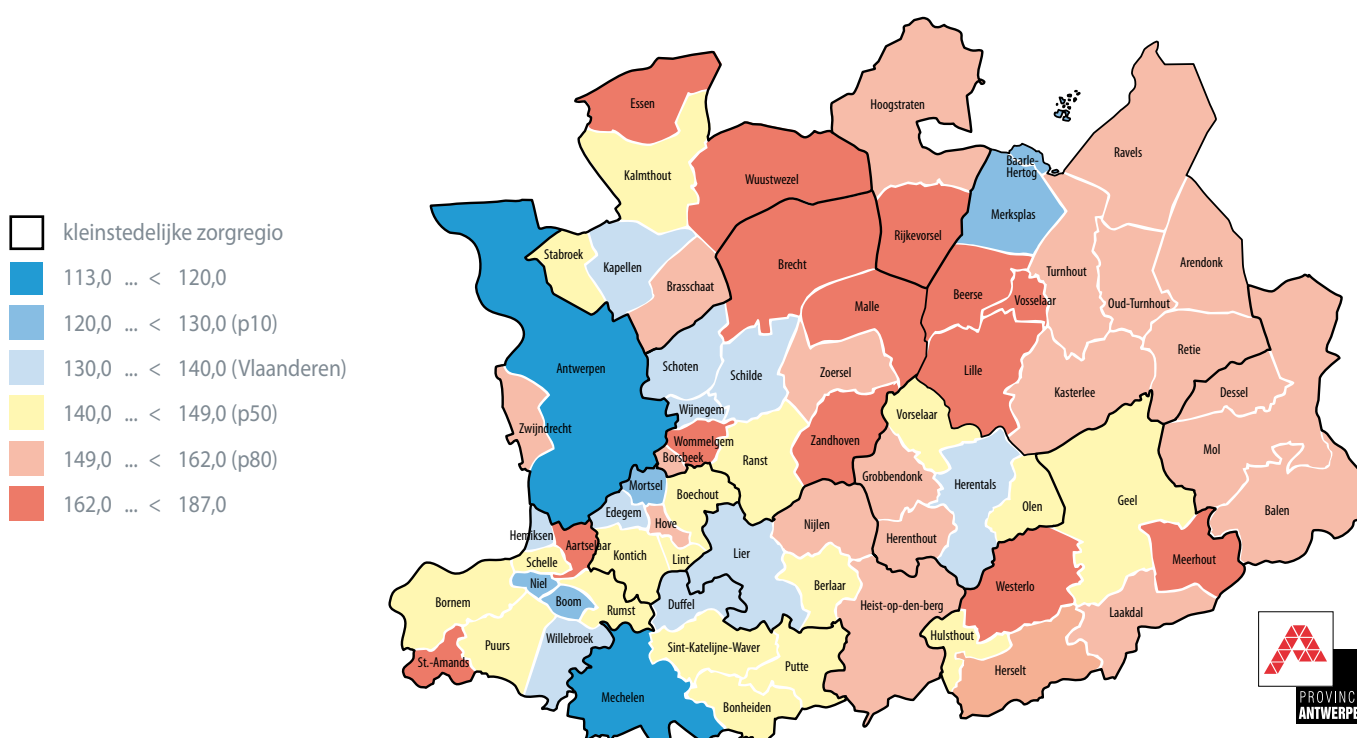 kleinstedelijke zorgregio
113,0 ... < 120,0
120,0 ... < 130,0 (p10)
130,0 ... < 140,0 (Vlaanderen)
140,0 ... < 149,0 (p50)
149,0 ... < 162,0 (p80)
162,0 ... < 187,0
Essen
Hoogstraten
Kalmthout
Wuustwezel
Baarle-
Hertog
Ravels
Merksplas
Rijkevorsel
Stabroek
Kapellen
Brecht
Brasschaat
Turnhout
Arendonk
Beerse
Vosselaar
Oud-Turnhout
Malle
Antwerpen
Schoten
Schilde
Zoersel
Lille
Retie
Kasterlee
Dessel
Wijnegem
Vorselaar
Zwijndrecht
Wommelgem
Borsbeek
Ranst
Zandhoven
Mol
Grobbendonk
Herentals
Mortsel
Boechout
Edegem
Hove
Nijlen
Olen
Geel
Balen
Hemiksen
Aartselaar
Kontich
Lint
Lier
Herenthout
Schelle
Niel
Boom
Rumst
Duffel
Berlaar
Westerlo
Meerhout
Bornem
Heist-op-den-berg
Laakdal
Puurs
Willebroek
Sint-Katelijne-Waver
Hulsthout
St.-Amands
Putte
Herselt
Mechelen
Bonheiden
PROVINC
ANTWERPE